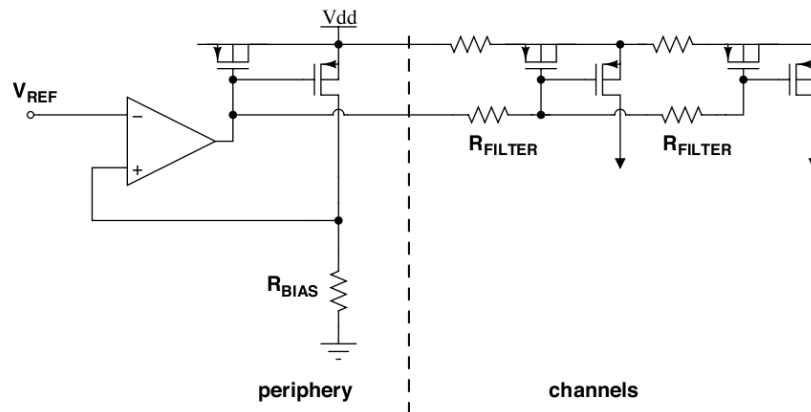 Vdd
VREF
−
+
RFILTER
RFILTER
RBIAS
periphery
channels